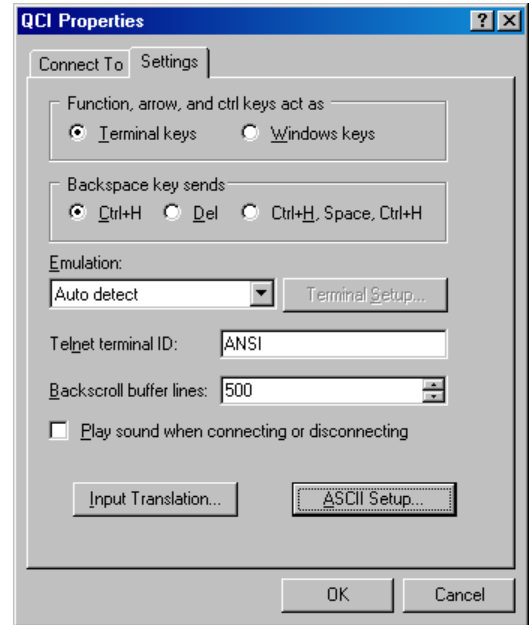 QCI Properties
Connect To Settings
Function, arrow, and ctrl keys act as
Terminal keys Windows keys
Backspace key sends
Ctrl+H Del Ctrl+H, Space, Ctrl+H
Emulation:
Auto detect Terminal Setup...
Telnet terminal ID: ANSI
Backscroll buffer lines: 500
Play sound when connecting or disconnecting
Input Translation... ASCII Setup...
OK Cancel